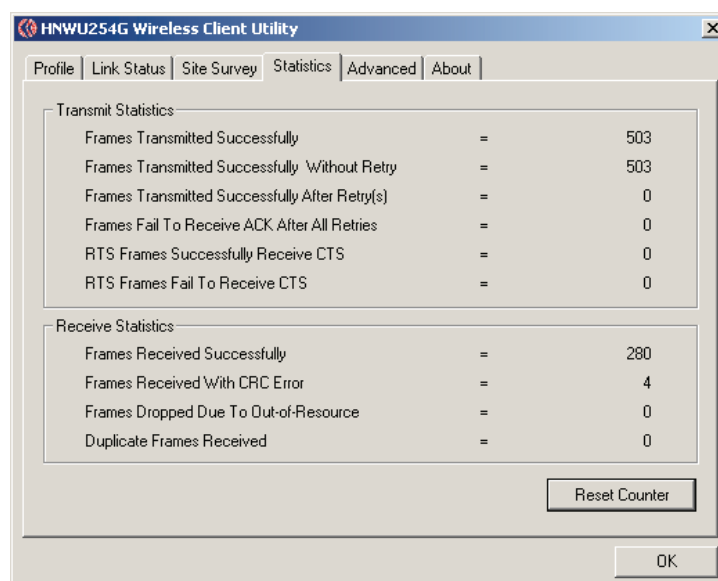 HNWU254G Wireless Client Utility
Profile Link Status Site Survey Statistics Advanced About
Transmit Statistics
Frames Transmitted Successfully = 503
Frames Transmitted Successfully Without Retry = 503
Frames Transmitted Successfully After Retry(s) = 0
Frames Fail To Receive ACK After All Retries = 0
RTS Frames Successfully Receive CTS = 0
RTS Frames Fail To Receive CTS = 0
Receive Statistics
Frames Received Successfully = 280
Frames Received With CRC Error = 4
Frames Dropped Due To Out-of-Resource = 0
Duplicate Frames Received = 0
Reset Counter
OK